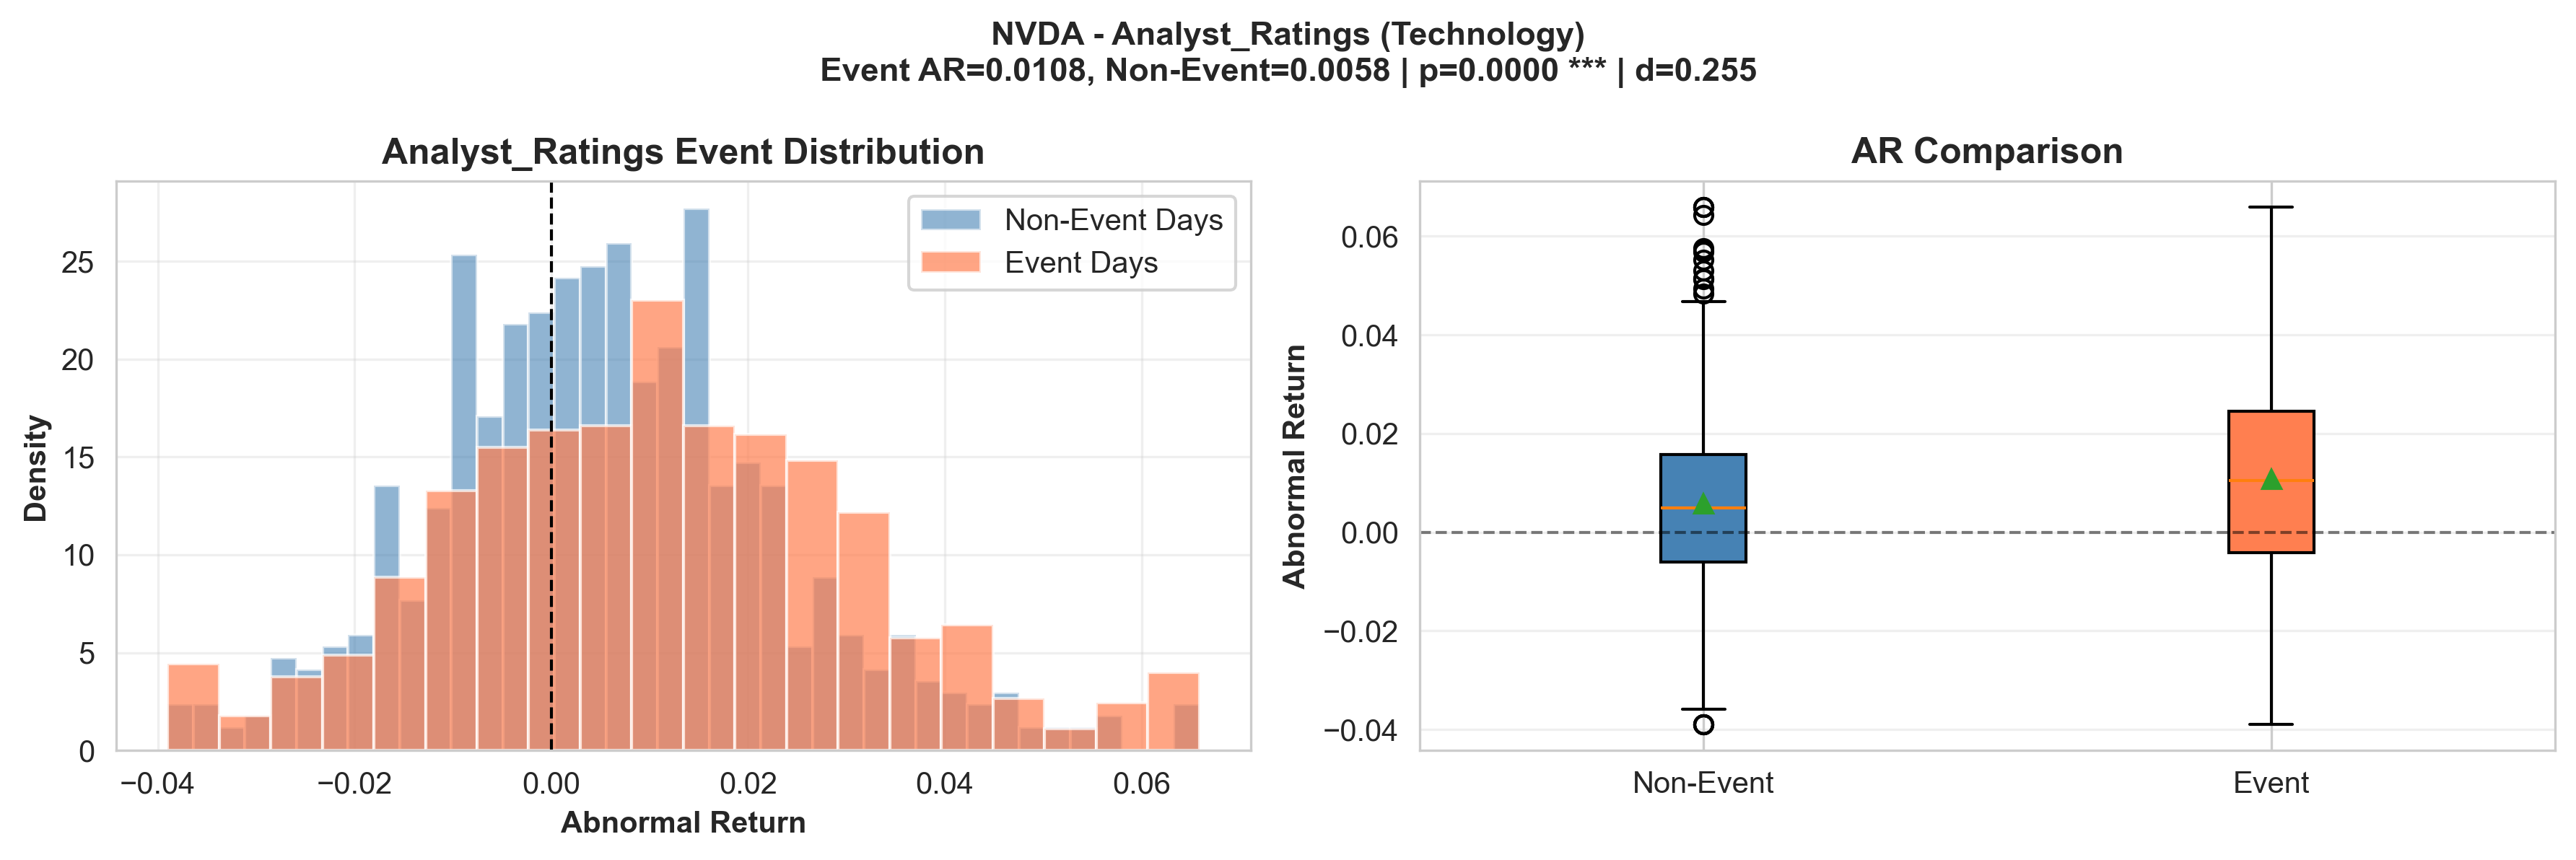 NVDA - Analyst_Ratings (Technology)
Event AR=0.0108, Non-Event=0.0058 | p=0.0000 *** | d=0.255
Analyst_Ratings Event Distribution
Non-Event Days
Event Days
Density
25
20
15
10
5
0
−0.04
−0.02
0.00
0.02
0.04
0.06
Abnormal Return
AR Comparison
Abnormal Return
0.06
0.04
0.02
0.00
−0.02
−0.04
Non-Event
Event